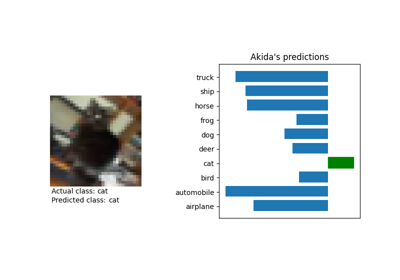 Akida's predictions
truck
ship
horse
frog
dog
deer
cat
bird
automobile
airplane
Actual class: cat
Predicted class: cat